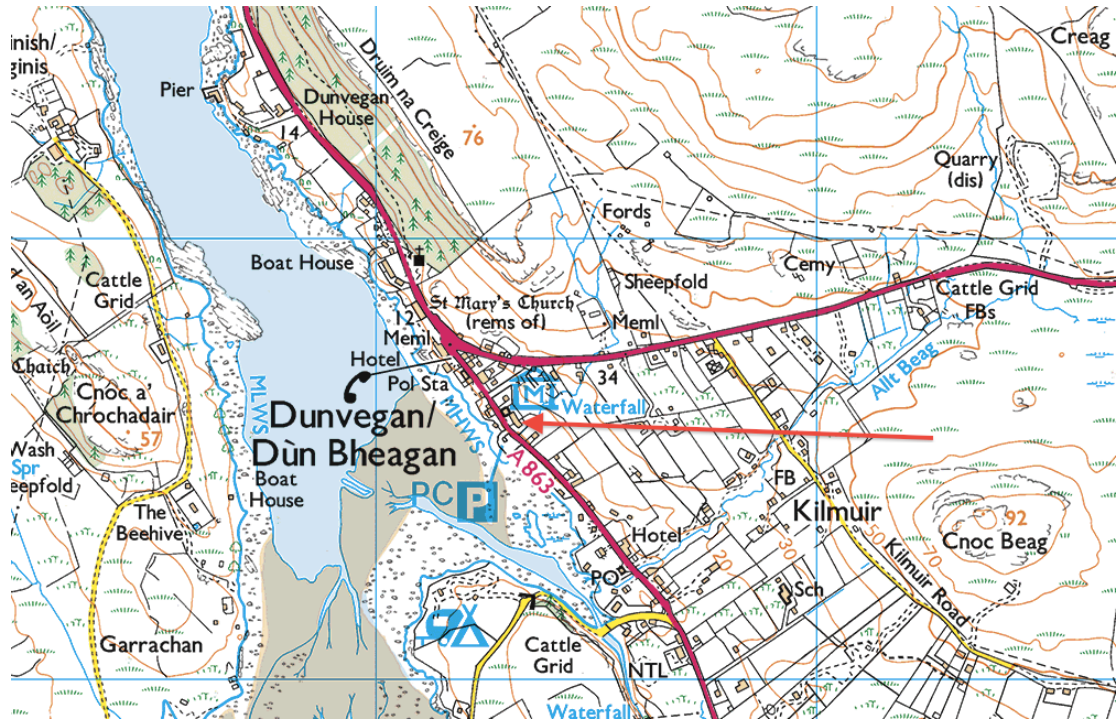 inish/
ginis
Pier
14
Dunvegan
House
Druim na Creige
76
Creag
Quarry
(dis)
Fords
Boat House
Cemy
Cattle
Grid
Sheepfold
Cattle Grid
FBs
d an Aòil
St Mary's Church
(rems of)
12
Meml
Meml
Hotel
Pol Sta
34
Allt Beag
Chaich
Cnoc a'
Chrochadair
57
MLWS
MHWS
M
Waterfall
Dunvegan/
Dùn Bheagan
A 863
Wash
Spr
eepfold
Boat
House
PC P
The
Beehive
FB
Kilmuir
50
70
92
Cnoc Beag
Kilmuir Road
Hotel
20
30
PO
Sch
Garrachan
Cattle
Grid
NTL
Waterfall